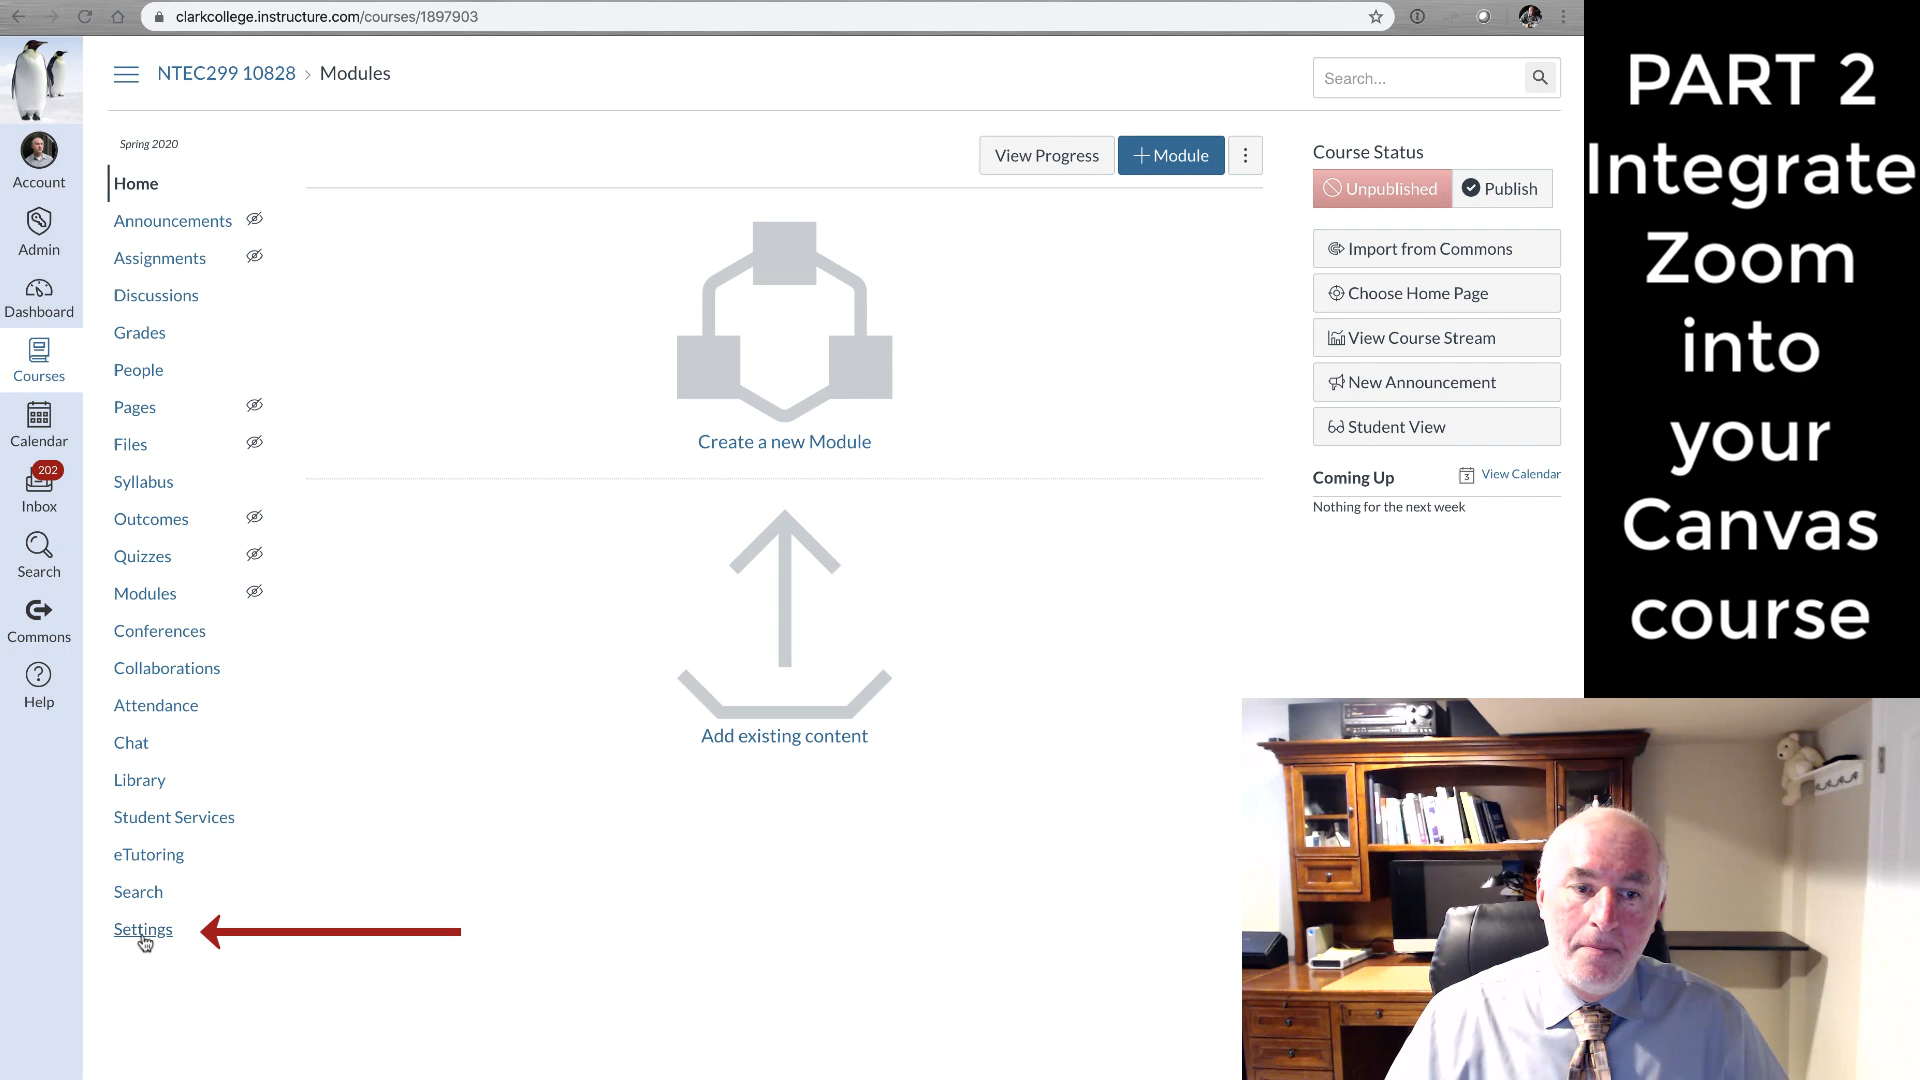 clarkcollege.instructure.com/courses/1897903
NTEC299 10828 › Modules
Search...
Spring 2020
Home
Announcements
Assignments
Discussions
Grades
People
Pages
Files
Syllabus
Outcomes
Quizzes
Modules
Conferences
Collaborations
Attendance
Chat
Library
Student Services
eTutoring
Search
Settings
Account
Admin
Dashboard
Courses
Calendar
202
Inbox
Search
Commons
Help
View Progress
+ Module
Create a new Module
Add existing content
Course Status
Unpublished
Publish
Import from Commons
Choose Home Page
View Course Stream
New Announcement
Student View
Coming Up
3 View Calendar
Nothing for the next week
PART 2
Integrate
Zoom
into
your
Canvas
course